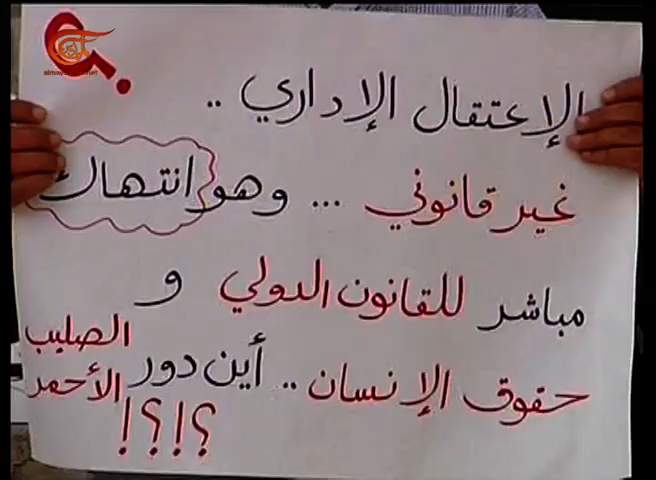 الإعتقال الإداري ..
غير قانوني ... وهو انتهاك
مباشر للقانون الدولي و
حقوق الإنسان .. أين دور الصليب الأحمر
؟!؟!